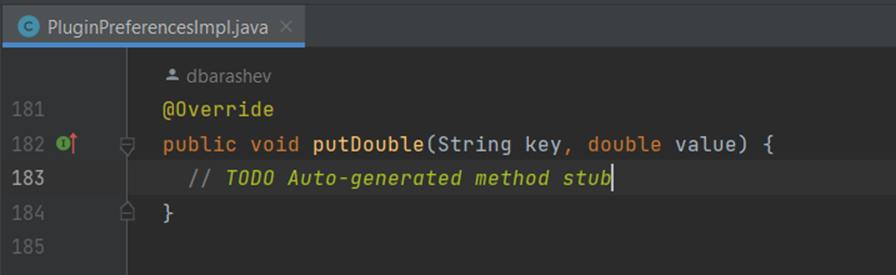 C PluginPreferencesImpl.java ×
dbarashev
181 @Override
182 I public void putDouble(String key, double value) {
183 // TODO Auto-generated method stub
184 }
185